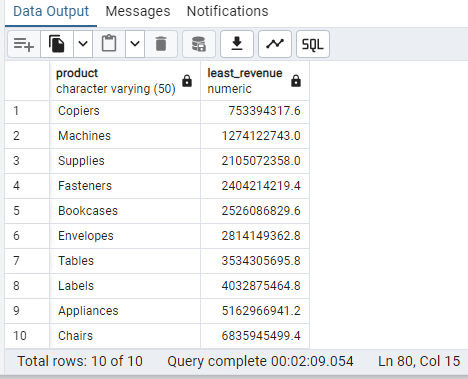 Data Output Messages Notifications
SQL
product least_revenue
character varying (50) numeric
1 Copiers 753394317.6
2 Machines 1274122743.0
3 Supplies 2105072358.0
4 Fasteners 2404214219.4
5 Bookcases 2526086829.6
6 Envelopes 2814149362.8
7 Tables 3534305695.8
8 Labels 4032875464.8
9 Appliances 5162966941.2
10 Chairs 6835945499.4
Total rows: 10 of 10 Query complete 00:02:09.054 Ln 80, Col 15